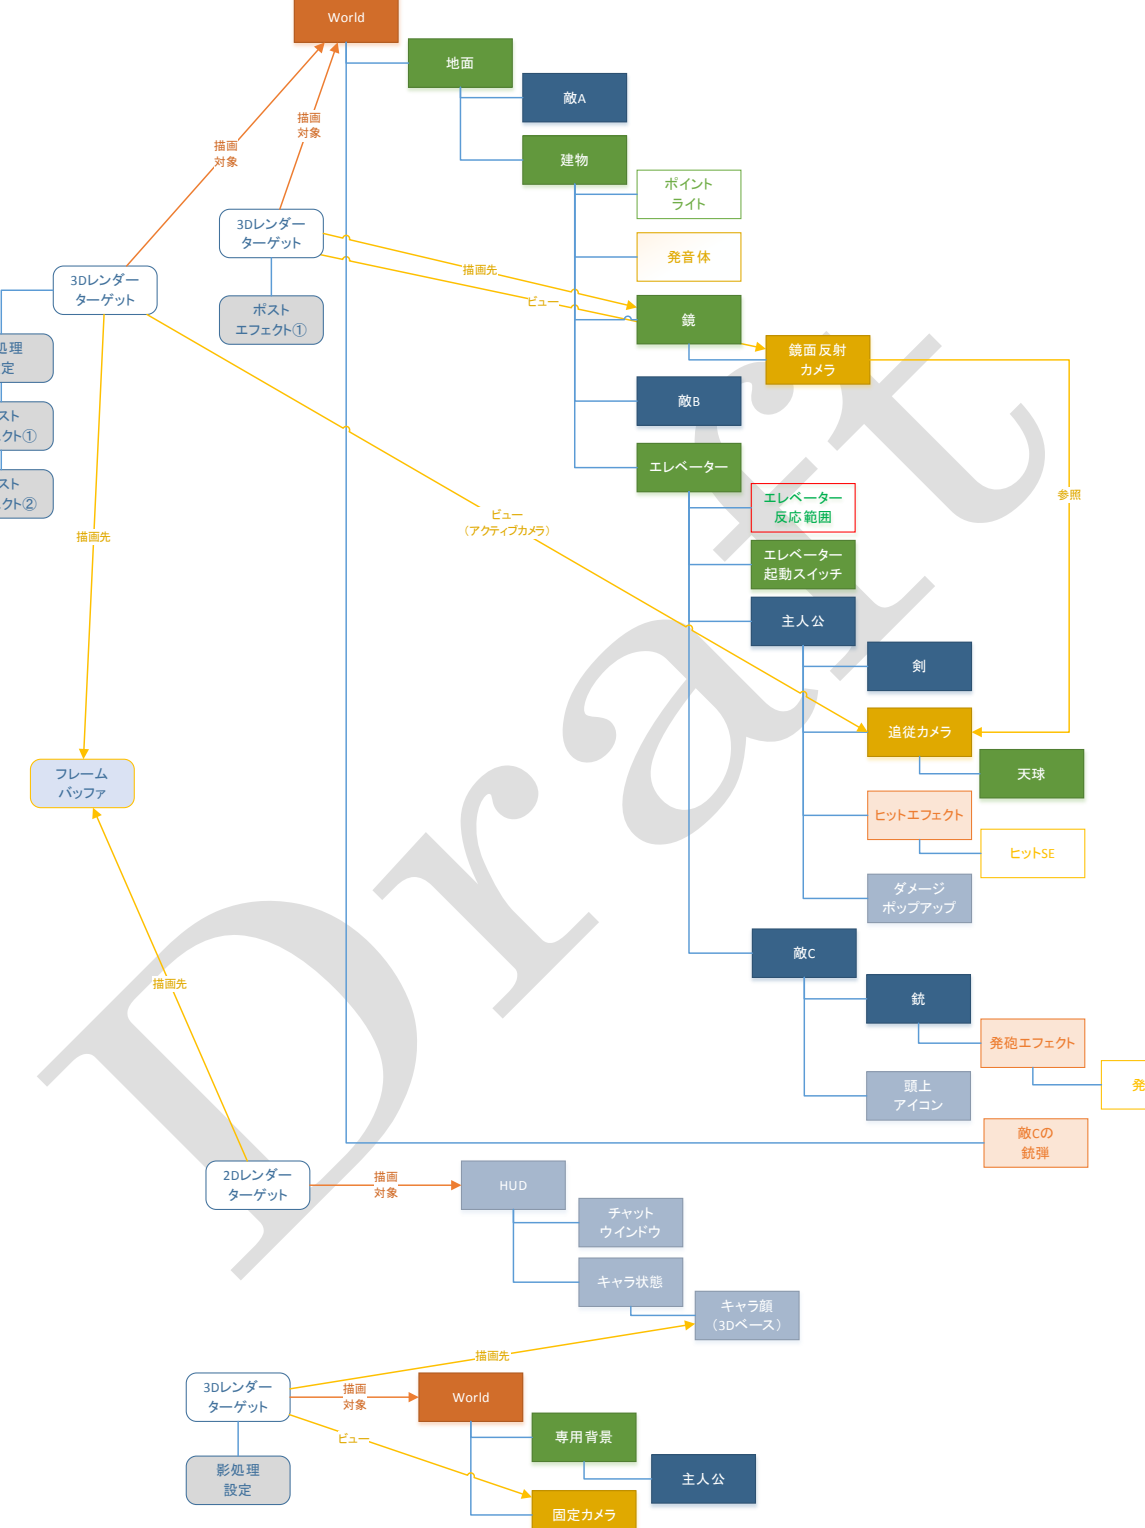 World
地面
敵A
描画
対象
描画
対象
建物
ポイント
ライト
3Dレンダー
ターゲット
発音体
描画先
3Dレンダー
ターゲット
ビュー
ポスト
エフェクト①
鏡
処理
定
鏡面反射
カメラ
スト
ェクト①
敵B
エレベーター
スト
ェクト②
エレベーター
反応範囲
参照
ビュー
（アクティブカメラ）
描画先
エレベーター
起動スイッチ
主人公
剣
追従カメラ
天球
フレーム
バッファ
ヒットエフェクト
ヒットSE
ダメージ
ポップアップ
敵C
描画先
銃
発砲エフェクト
発
頭上
アイコン
敵Cの
銃弾
2Dレンダー
ターゲット
描画
対象
HUD
チャット
ウインドウ
キャラ状態
キャラ顔
（3Dベース）
描画先
3Dレンダー
ターゲット
描画
対象
World
ビュー
専用背景
影処理
設定
主人公
固定カメラ
Draft